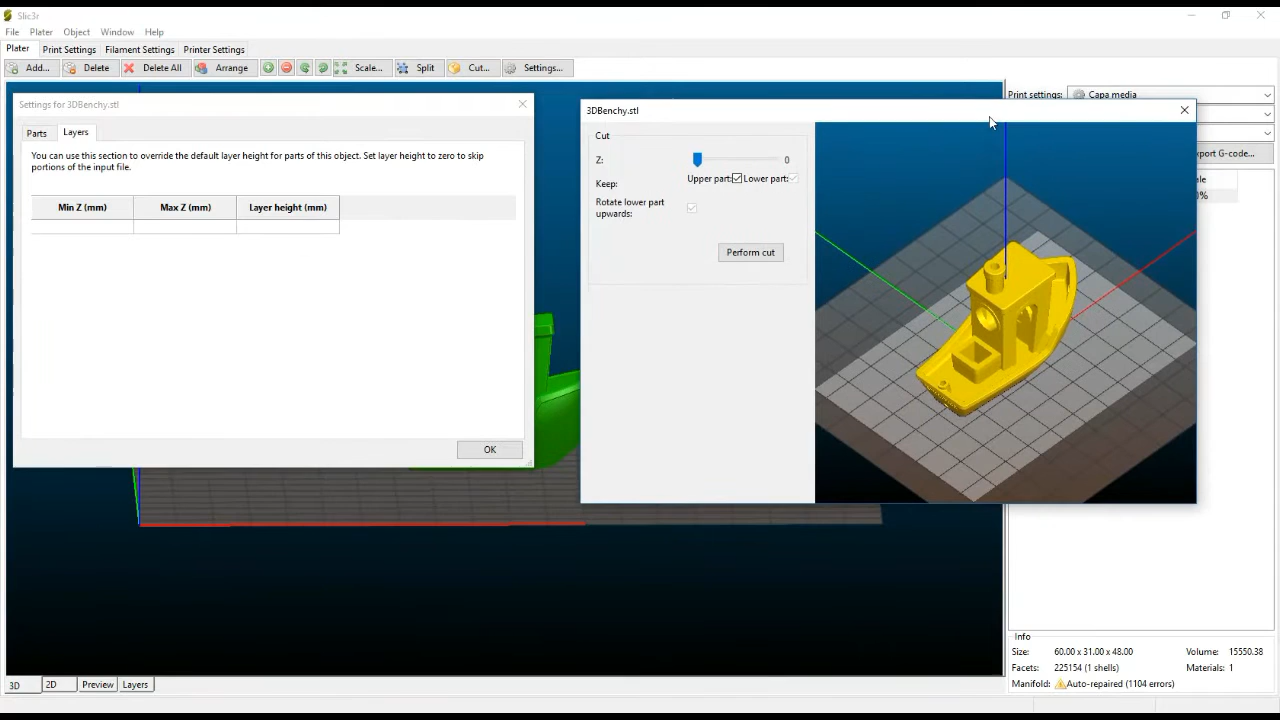 Slic3r
File Plater Object Window Help
Plater Print Settings Filament Settings Printer Settings
Add... Delete Delete All Arrange Scale... Split Cut... Settings...
Settings for 3DBenchy.stl
Parts Layers
You can use this section to override the default layer height for parts of this object. Set layer height to zero to skip
portions of the input file.
Min Z (mm) Max Z (mm) Layer height (mm)
OK
3DBenchy.stl
Cut
Z: 0
Keep: Upper part: Lower part:
Rotate lower part
upwards:
Perform cut
Print settings: Capa media
xport G-code...
Info
Size: 60.00 x 31.00 x 48.00 Volume: 15550.38
Facets: 225154 (1 shells) Materials: 1
Manifold: Auto-repaired (1104 errors)
3D 2D Preview Layers